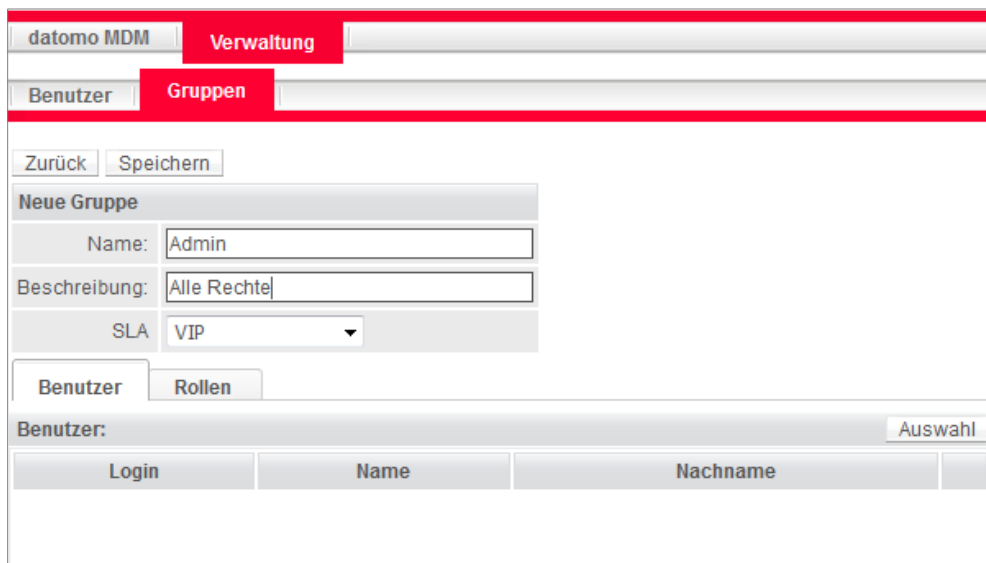 datomo MDM Verwaltung
Benutzer Gruppen
Zurück Speichern
Neue Gruppe
Name: Admin
Beschreibung: Alle Rechte
SLA VIP
Benutzer Rollen
Benutzer: Auswahl
Login Name Nachname